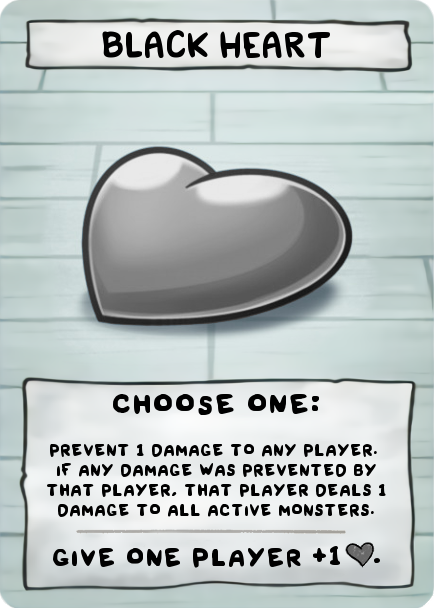 BLACK HEART
CHOOSE ONE:
PREVENT 1 DAMAGE TO ANY PLAYER.
IF ANY DAMAGE WAS PREVENTED BY
THAT PLAYER, THAT PLAYER DEALS 1
DAMAGE TO ALL ACTIVE MONSTERS.
GIVE ONE PLAYER +1🖤.